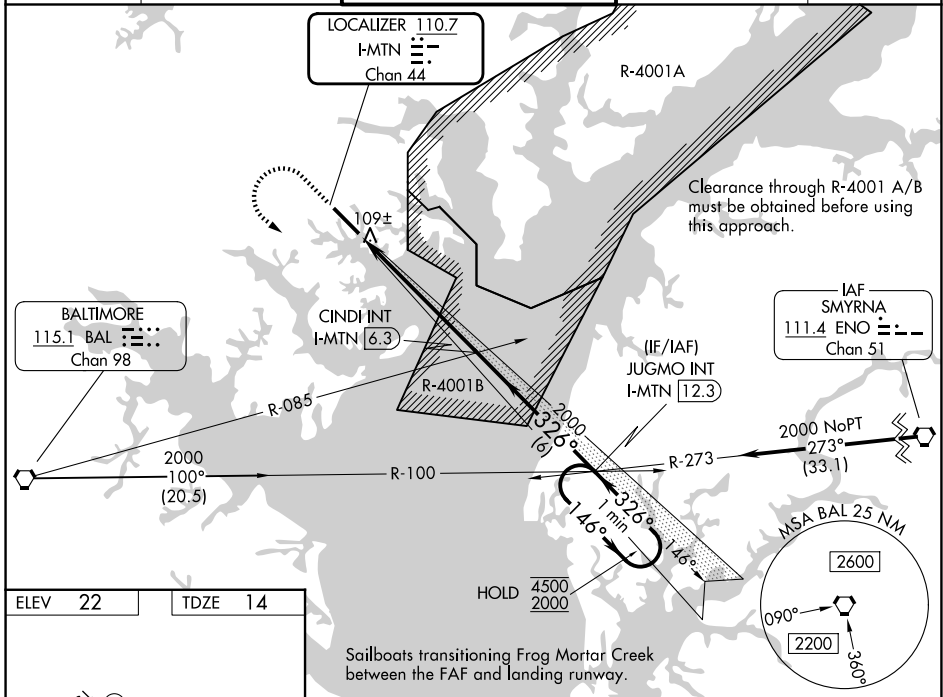 LOCALIZER 110.7
I-MTN
Chan 44
R-4001A
Clearance through R-4001 A/B
must be obtained before using
this approach.
109±
BALTIMORE
115.1 BAL
Chan 98
CINDI INT
I-MTN 6.3
IAF
SMYRNA
111.4 ENO
Chan 51
(IF/IAF)
JUGMO INT
I-MTN 12.3
R-4001B
R-085
2000
326°
(6)
2000 NoPT
273°
(33.1)
R-273
2000
100°
(20.5)
R-100
326°
1 min
146°
146°
HOLD 4500
2000
MSA BAL 25 NM
2600
090°
2200
360°
ELEV 22
TDZE 14
Sailboats transitioning Frog Mortar Creek
between the FAF and landing runway.